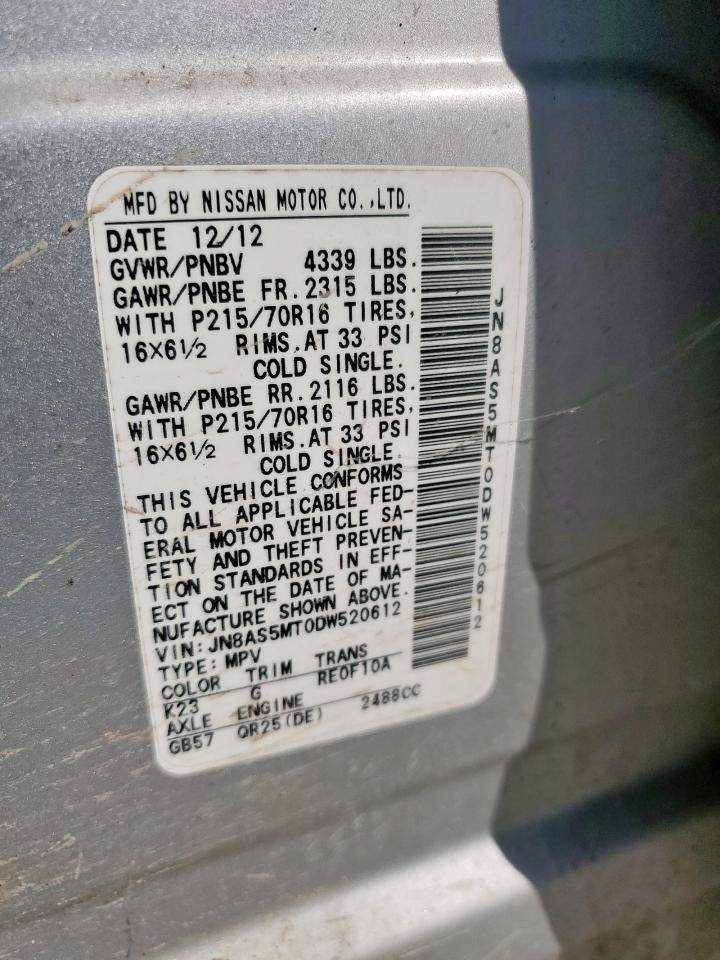 MFD BY NISSAN MOTOR CO.,LTD.
DATE 12/12
GVWR/PNBV 4339 LBS.
GAWR/PNBE FR. 2315 LBS.
WITH P215/70R16 TIRES,
16X6½ RIMS.AT 33 PSI
COLD SINGLE.
GAWR/PNBE RR. 2116 LBS.
WITH P215/70R16 TIRES,
16X6½ RIMS.AT 33 PSI
COLD SINGLE.
THIS VEHICLE CONFORMS
TO ALL APPLICABLE FED-
ERAL MOTOR VEHICLE SA-
FETY AND THEFT PREVEN-
TION STANDARDS IN EFF-
ECT ON THE DATE OF MA-
NUFACTURE SHOWN ABOVE.
VIN: JN8AS5MT0DW520612
TYPE: MPV
COLOR TRIM TRANS
K23 G RE0F10A
AXLE ENGINE
GB57 QR25(DE) 2488CC
JN8AS5MT0DW520612